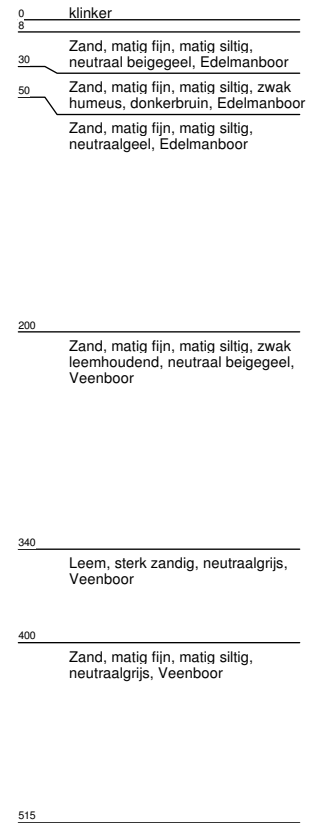 0 klinker
8
Zand, matig fijn, matig siltig,
30 neutraal beigegeel, Edelmanboor
50 Zand, matig fijn, matig siltig, zwak
humeus, donkerbruin, Edelmanboor
Zand, matig fijn, matig siltig,
neutraalgeel, Edelmanboor
200
Zand, matig fijn, matig siltig, zwak
leemhoudend, neutraal beigegeel,
Veenboor
340
Leem, sterk zandig, neutraalgrijs,
Veenboor
400
Zand, matig fijn, matig siltig,
neutraalgrijs, Veenboor
515